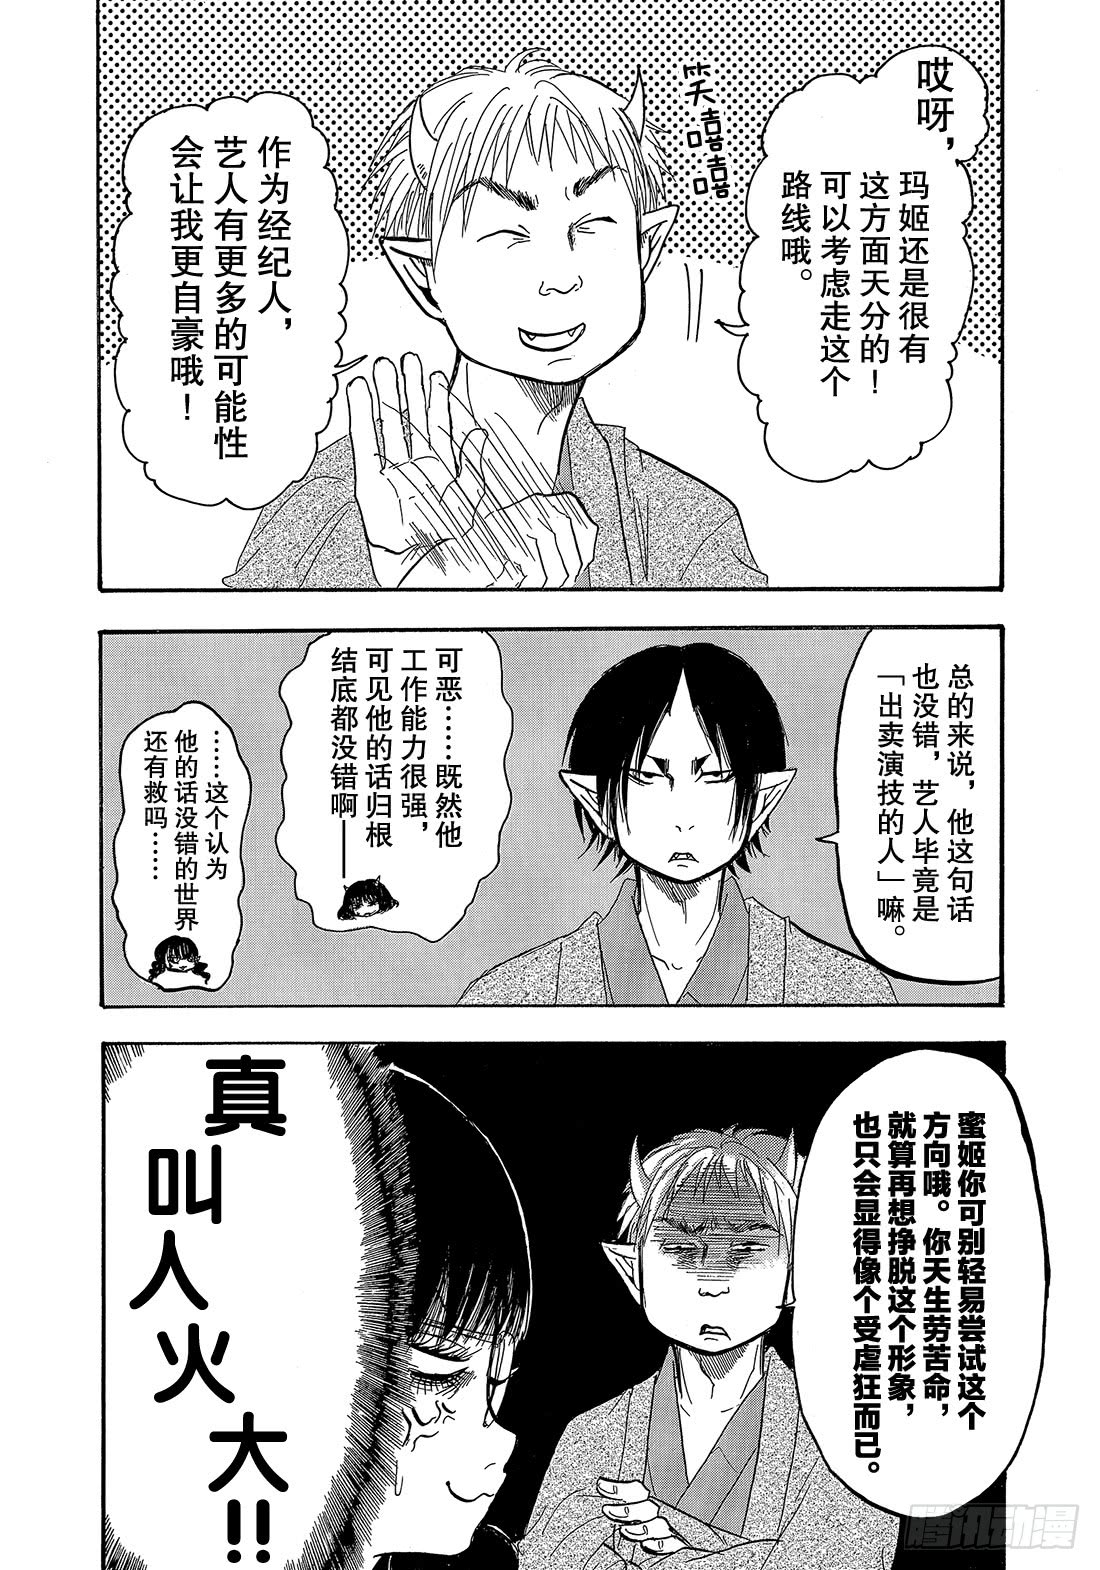 哎呀，
玛姬还是很有
这方面天分的！
可以考虑走这个
路线哦。
笑嘻嘻嘻嘻
作为经纪人，
艺人有更多的可能性
会让我更自豪哦！
总的来说，他这句话
也没错，艺人毕竟是
「出卖演技的人」嘛。
可恶……既然他
工作能力很强，
可见他的话归根
结底都没错啊——
……这个认为
他的话没错的世界
还有救吗……
蜜姬你可别轻易尝试这个
方向哦。你天生劳苦命，
就算再想挣脱这个形象，
也只会显得像个受虐狂而已。
真叫人火大!!
腾讯动漫